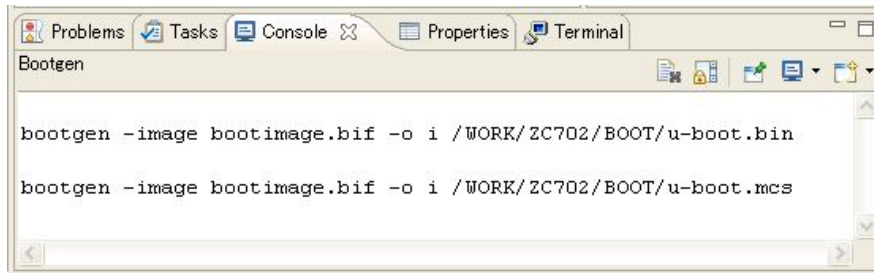 Problems Tasks Console Properties Terminal
Bootgen
bootgen -image bootimage.bif -o i /WORK/ZC702/BOOT/u-boot.bin
bootgen -image bootimage.bif -o i /WORK/ZC702/BOOT/u-boot.mcs